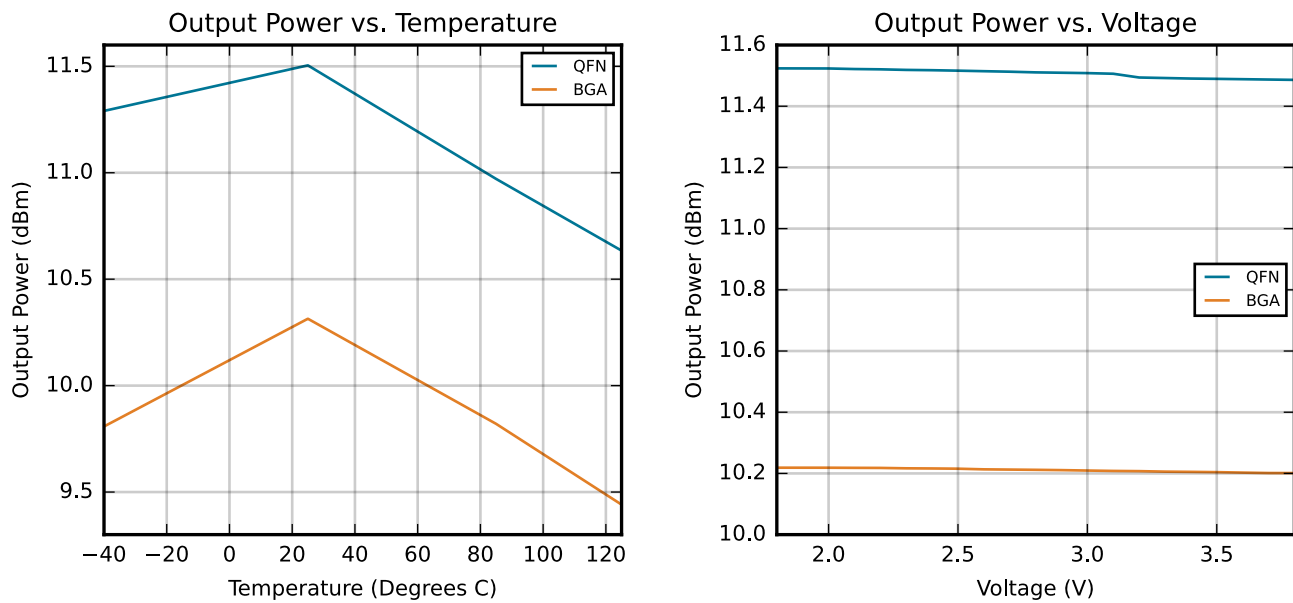 Output Power vs. Temperature
11.5
11.0
10.5
10.0
9.5
Output Power (dBm)
QFN
BGA
−40 −20 0 20 40 60 80 100 120
Temperature (Degrees C)
Output Power vs. Voltage
11.6
11.4
11.2
11.0
10.8
10.6
10.4
10.2
10.0
Output Power (dBm)
QFN
BGA
2.0 2.5 3.0 3.5
Voltage (V)